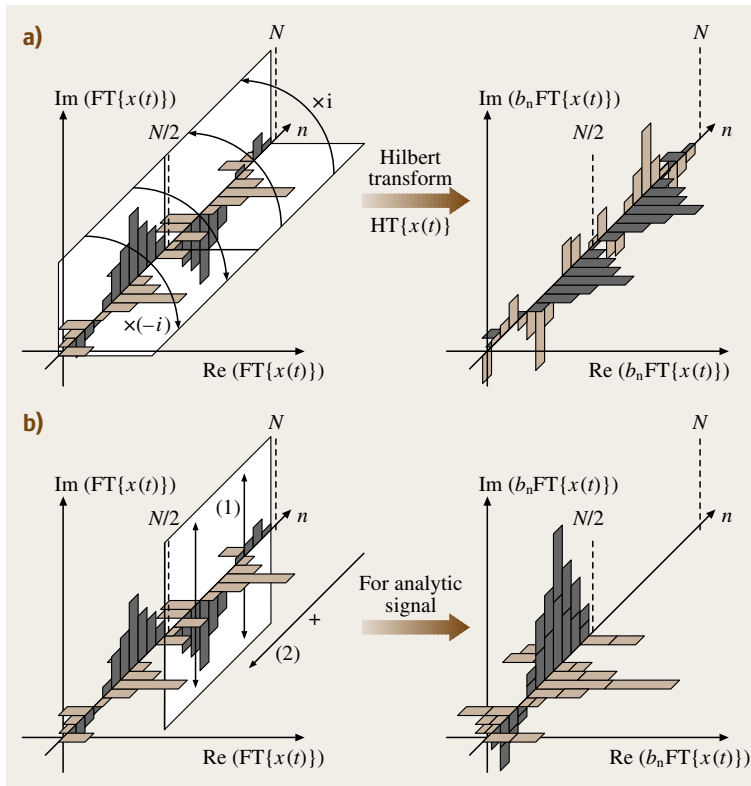 a)
N
Im (FT{x(t)})
×i
N/2
n
×(−i)
Re (FT{x(t)})
Hilbert
transform
HT{x(t)}
N
Im (bnFT{x(t)})
N/2
n
Re (bnFT{x(t)})
b)
N
Im (FT{x(t)})
(1)
N/2
n
+
(2)
Re (FT{x(t)})
For analytic
signal
N
Im (bnFT{x(t)})
N/2
n
Re (bnFT{x(t)})